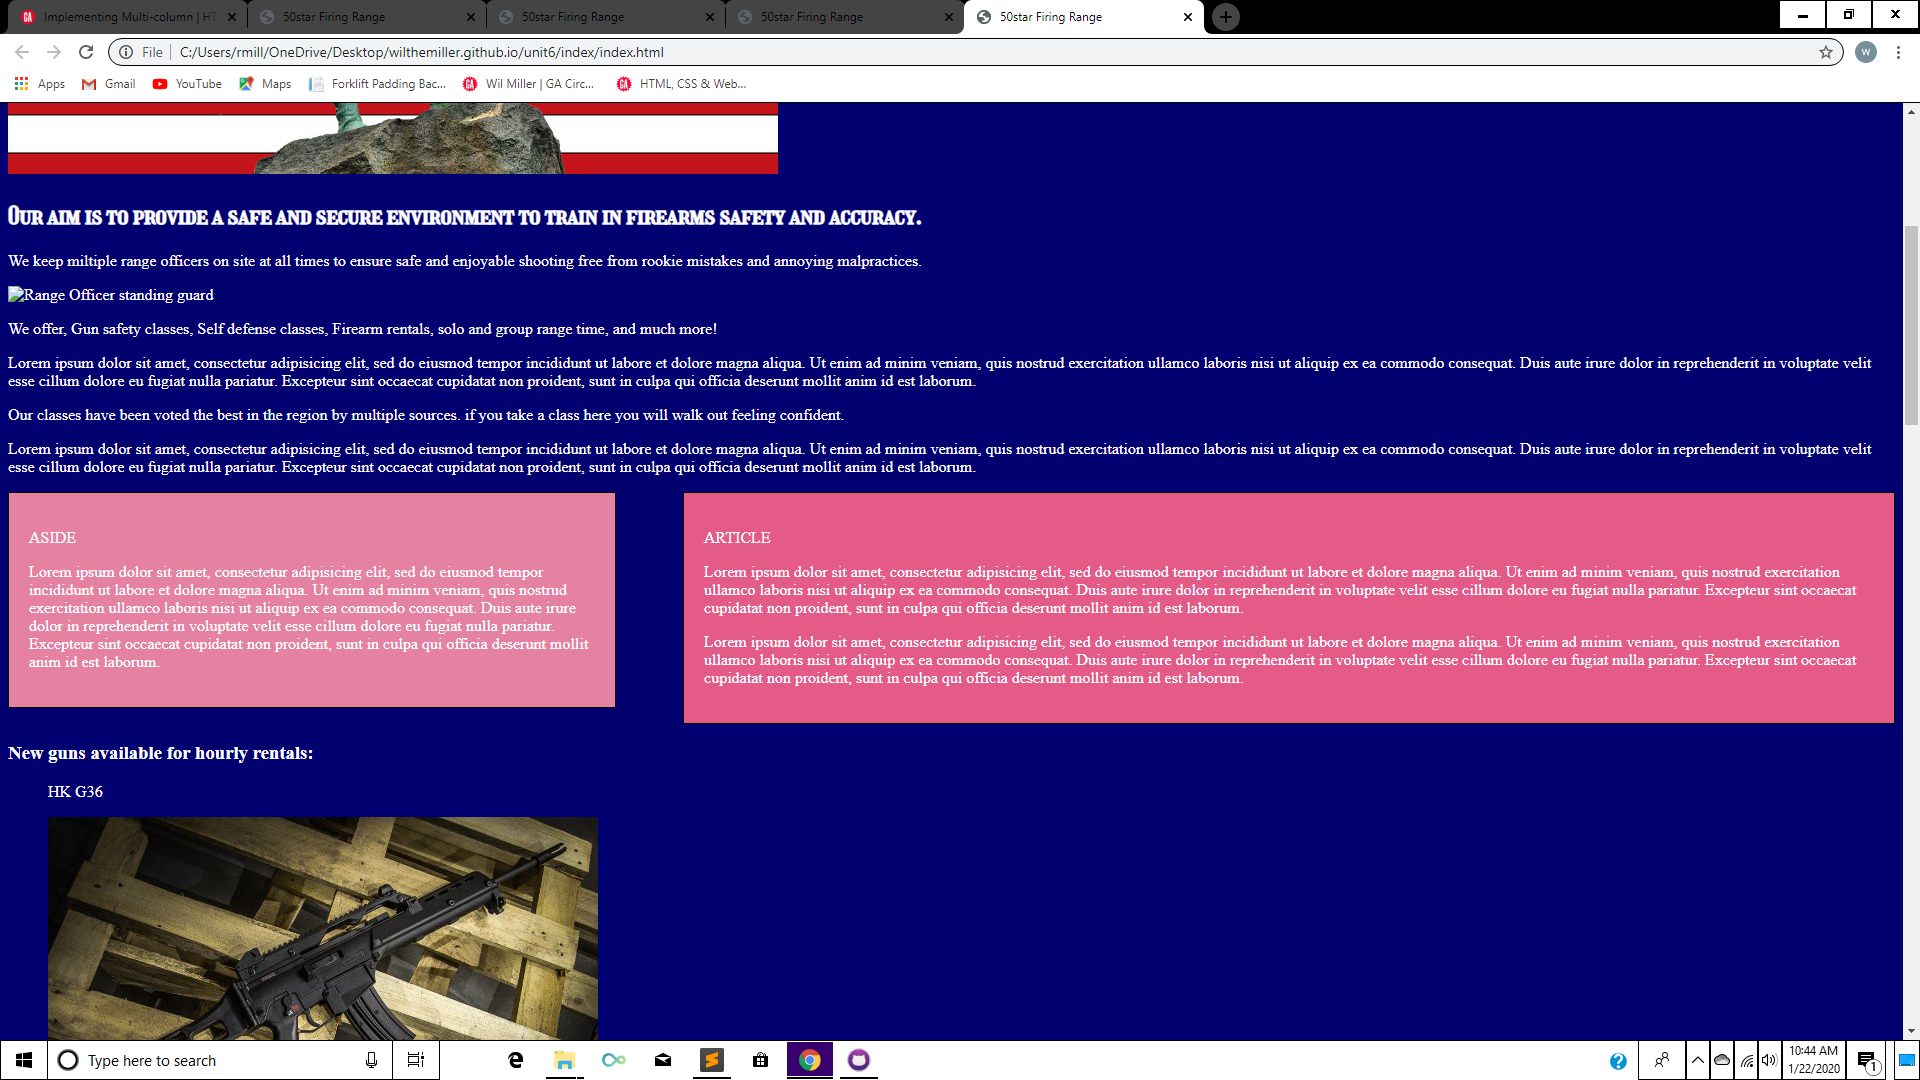 Implementing Multi-column | HT
50star Firing Range
50star Firing Range
50star Firing Range
50star Firing Range
File
C:/Users/rmill/OneDrive/Desktop/wilthemiller.github.io/unit6/index/index.html
W
Apps
Gmail
YouTube
Maps
Forklift Padding Bac...
GA
Wil Miller | GA Circ...
GA
HTML, CSS & Web...
Our aim is to provide a safe and secure environment to train in firearms safety and accuracy.
We keep miltiple range officers on site at all times to ensure safe and enjoyable shooting free from rookie mistakes and annoying malpractices.
Range Officer standing guard
We offer, Gun safety classes, Self defense classes, Firearm rentals, solo and group range time, and much more!
Lorem ipsum dolor sit amet, consectetur adipisicing elit, sed do eiusmod tempor incididunt ut labore et dolore magna aliqua. Ut enim ad minim veniam, quis nostrud exercitation ullamco laboris nisi ut aliquip ex ea commodo consequat. Duis aute irure dolor in reprehenderit in voluptate velit
esse cillum dolore eu fugiat nulla pariatur. Excepteur sint occaecat cupidatat non proident, sunt in culpa qui officia deserunt mollit anim id est laborum.
Our classes have been voted the best in the region by multiple sources. if you take a class here you will walk out feeling confident.
Lorem ipsum dolor sit amet, consectetur adipisicing elit, sed do eiusmod tempor incididunt ut labore et dolore magna aliqua. Ut enim ad minim veniam, quis nostrud exercitation ullamco laboris nisi ut aliquip ex ea commodo consequat. Duis aute irure dolor in reprehenderit in voluptate velit
esse cillum dolore eu fugiat nulla pariatur. Excepteur sint occaecat cupidatat non proident, sunt in culpa qui officia deserunt mollit anim id est laborum.
ASIDE
Lorem ipsum dolor sit amet, consectetur adipisicing elit, sed do eiusmod tempor
incididunt ut labore et dolore magna aliqua. Ut enim ad minim veniam, quis nostrud
exercitation ullamco laboris nisi ut aliquip ex ea commodo consequat. Duis aute irure
dolor in reprehenderit in voluptate velit esse cillum dolore eu fugiat nulla pariatur.
Excepteur sint occaecat cupidatat non proident, sunt in culpa qui officia deserunt mollit
anim id est laborum.
ARTICLE
Lorem ipsum dolor sit amet, consectetur adipisicing elit, sed do eiusmod tempor incididunt ut labore et dolore magna aliqua. Ut enim ad minim veniam, quis nostrud exercitation
ullamco laboris nisi ut aliquip ex ea commodo consequat. Duis aute irure dolor in reprehenderit in voluptate velit esse cillum dolore eu fugiat nulla pariatur. Excepteur sint occaecat
cupidatat non proident, sunt in culpa qui officia deserunt mollit anim id est laborum.
Lorem ipsum dolor sit amet, consectetur adipisicing elit, sed do eiusmod tempor incididunt ut labore et dolore magna aliqua. Ut enim ad minim veniam, quis nostrud exercitation
ullamco laboris nisi ut aliquip ex ea commodo consequat. Duis aute irure dolor in reprehenderit in voluptate velit esse cillum dolore eu fugiat nulla pariatur. Excepteur sint occaecat
cupidatat non proident, sunt in culpa qui officia deserunt mollit anim id est laborum.
New guns available for hourly rentals:
HK G36
Type here to search
10:44 AM
1/22/2020
1